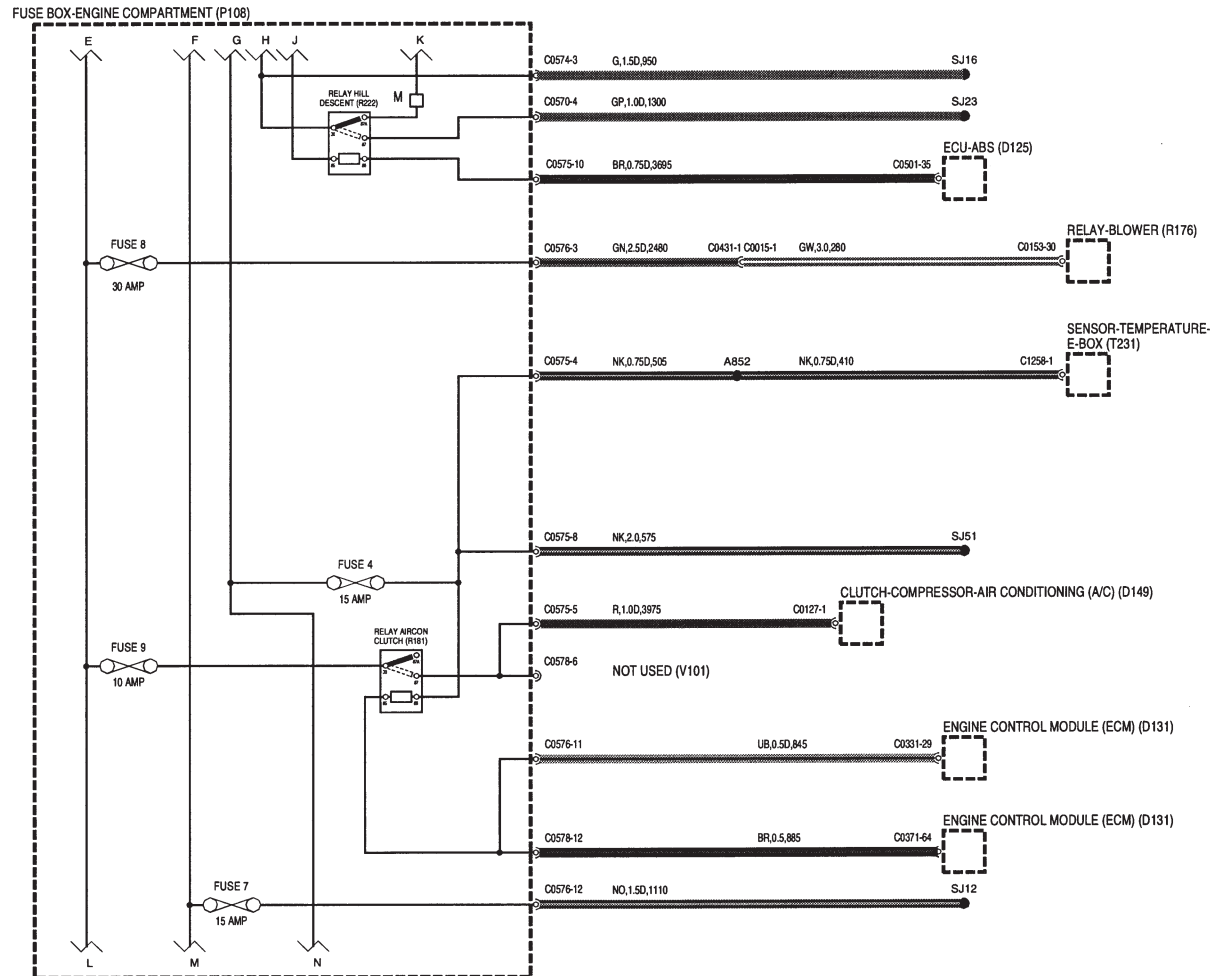 FUSE BOX-ENGINE COMPARTMENT (P108)
E F G H J K
C0574-3 G,1.5D,950 SJ16
RELAY HILL
DESCENT (R222)
M
C0570-4 GP,1.0D,1300 SJ23
ECU-ABS (D125)
C0575-10 BR,0.75D,3695 C0501-35
RELAY-BLOWER (R176)
FUSE 8
30 AMP
C0576-3 GN,2.5D,2480 C0431-1 C0015-1 GW,3.0,280 C0153-30
SENSOR-TEMPERATURE-
E-BOX (T231)
C0575-4 NK,0.75D,505 A852 NK,0.75D,410 C1258-1
C0575-8 NK,2.0,575 SJ51
FUSE 4
15 AMP
CLUTCH-COMPRESSOR-AIR CONDITIONING (A/C) (D149)
C0575-5 R,1.0D,3975 C0127-1
RELAY AIRCON
CLUTCH (R181)
FUSE 9
10 AMP
C0578-6 NOT USED (V101)
ENGINE CONTROL MODULE (ECM) (D131)
C0576-11 UB,0.5D,845 C0331-29
ENGINE CONTROL MODULE (ECM) (D131)
C0578-12 BR,0.5,885 C0371-64
FUSE 7
15 AMP
C0576-12 NO,1.5D,1110 SJ12
L M N